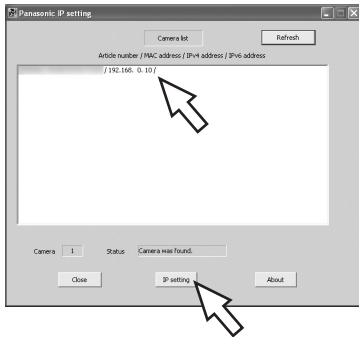 Panasonic IP setting
Camera list
Refresh
Article number / MAC address / IPv4 address / IPv6 address
/ 192.168. 0. 10 /
Camera 1 Status Camera was found.
Close IP setting About